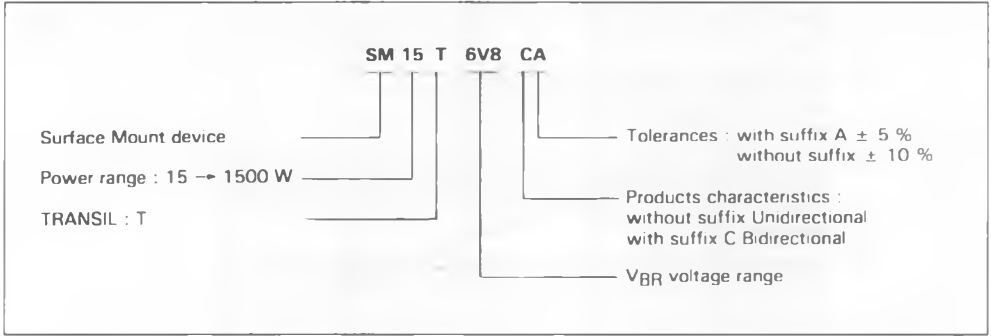 SM 15 T 6V8 CA
Surface Mount device
Power range : 15 → 1500 W
TRANSIL : T
Tolerances : with suffix A ± 5 %
without suffix ± 10 %
Products characteristics :
without suffix Unidirectional
with suffix C Bidirectional
VBR voltage range